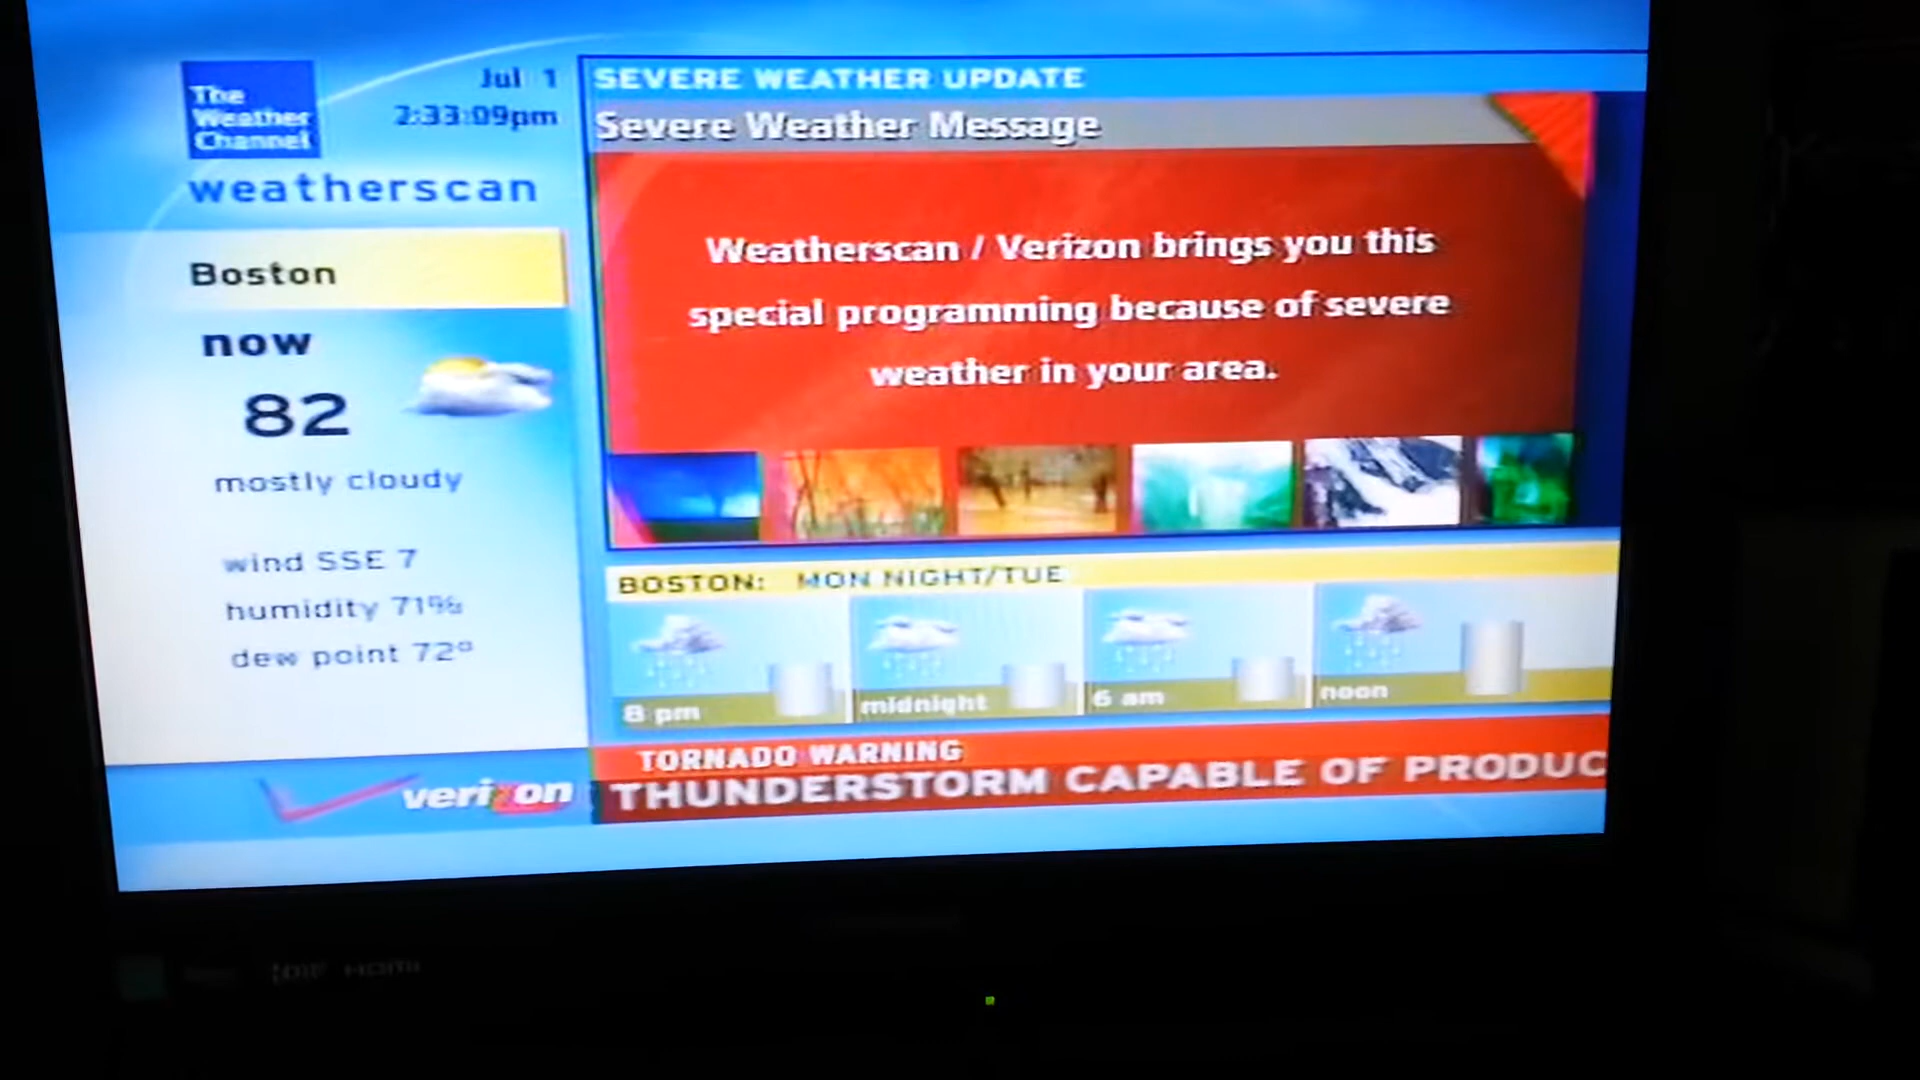 The
Weather
Channel
Jul 1
2:33:09pm
weatherscan
Boston
now
82
mostly cloudy
wind SSE 7
humidity 71%
dew point 72°
verizon
SEVERE WEATHER UPDATE
Severe Weather Message
Weatherscan / Verizon brings you this
special programming because of severe
weather in your area.
BOSTON: MON NIGHT/TUE
8 pm
midnight
6 am
noon
TORNADO WARNING
THUNDERSTORM CAPABLE OF PRODUC
HDMI